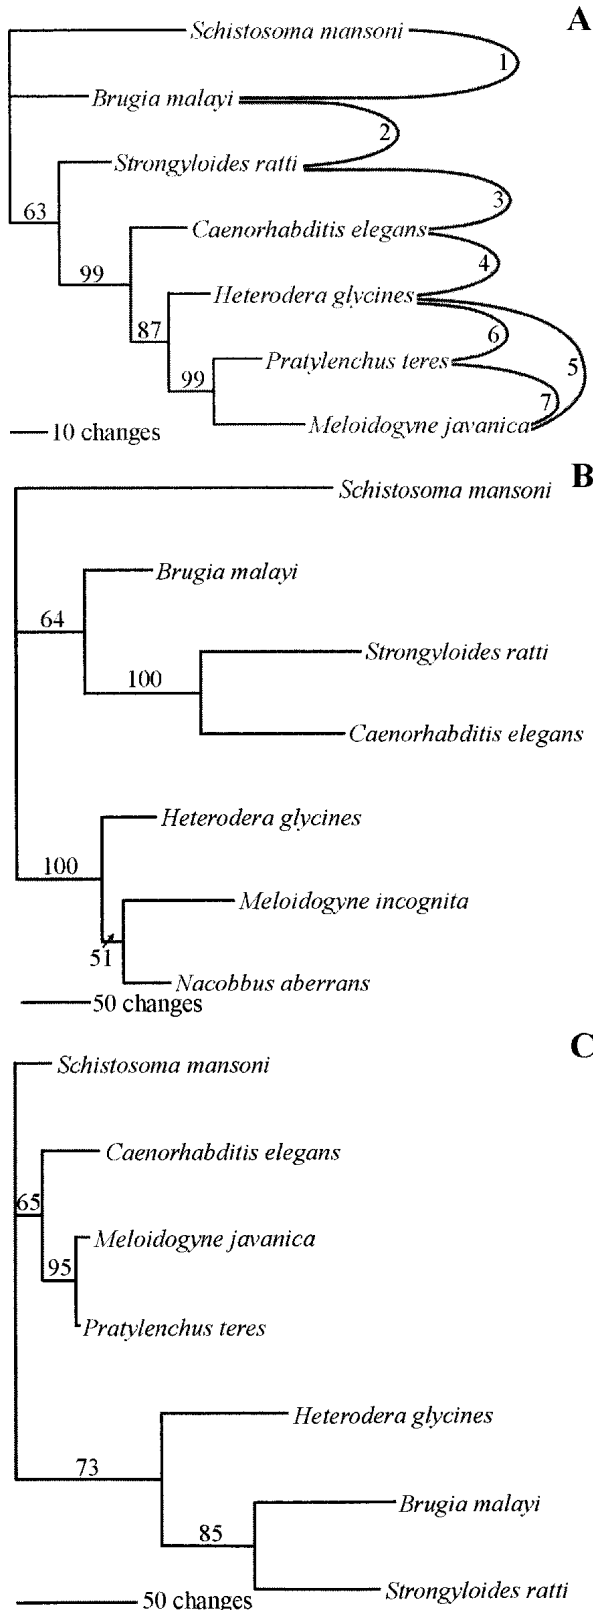 A
Schistosoma mansoni
1
Brugia malayi
2
Strongyloides ratti
63
3
Caenorhabditis elegans
99
4
Heterodera glycines
87
6
Pratylenchus teres
5
99
7
Meloidogyne javanica
10 changes
B
Schistosoma mansoni
Brugia malayi
64
Strongyloides ratti
100
Caenorhabditis elegans
Heterodera glycines
100
Meloidogyne incognita
51
Nacobbus aberrans
50 changes
C
Schistosoma mansoni
Caenorhabditis elegans
65
Meloidogyne javanica
95
Pratylenchus teres
Heterodera glycines
73
Brugia malayi
85
Strongyloides ratti
50 changes